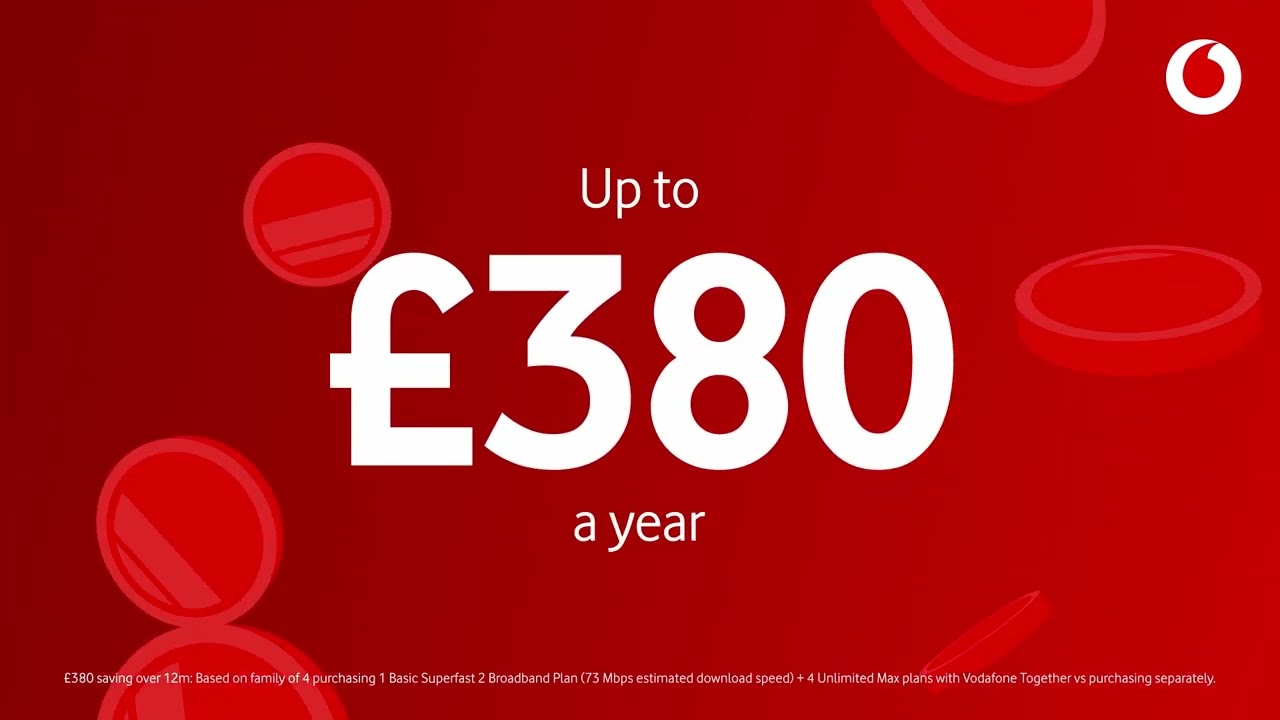 Up to
£380
a year
£380 saving over 12m: Based on family of 4 purchasing 1 Basic Superfast 2 Broadband Plan (73 Mbps estimated download speed) + 4 Unlimited Max plans with Vodafone Together vs purchasing separately.